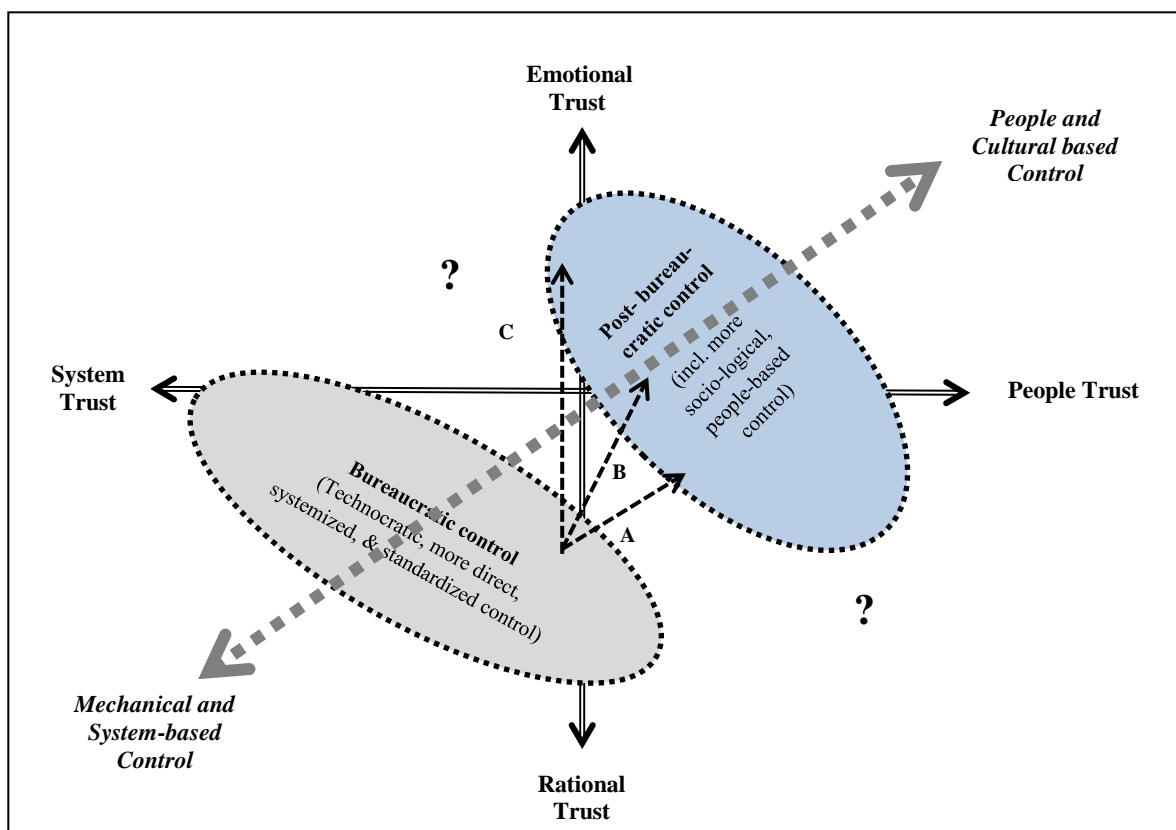 Emotional
Trust
People and
Cultural based
Control
?
Post- bureau-
cratic control
(incl. more
socio-logical,
people-based
control)
C
System
Trust
People Trust
B
A
Bureaucratic control
(Technocratic, more direct,
systemized, & standardized control)
?
Mechanical and
System-based
Control
Rational
Trust